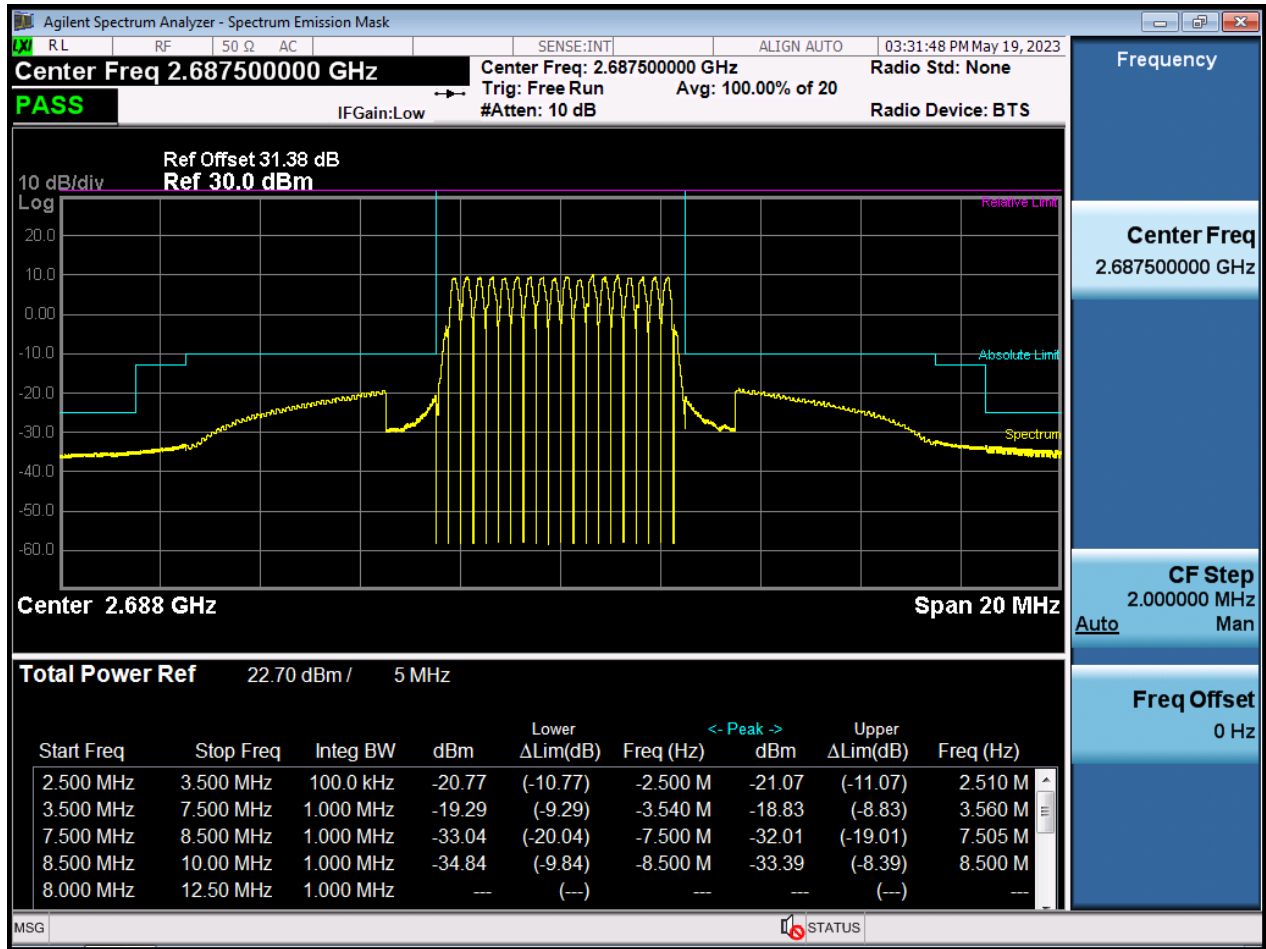 Agilent Spectrum Analyzer - Spectrum Emission Mask
LXI RL RF 50 Ω AC SENSE:INT ALIGN AUTO 03:31:48 PM May 19, 2023
Center Freq 2.687500000 GHz
PASS
IFGain:Low
Center Freq: 2.687500000 GHz
Trig: Free Run Avg: 100.00% of 20
#Atten: 10 dB
Radio Std: None
Radio Device: BTS
Ref Offset 31.38 dB
10 dB/div Ref 30.0 dBm
Log
Relative Limit
20.0
10.0
0.00
-10.0
Absolute Limit
-20.0
-30.0
Spectrum
-40.0
-50.0
-60.0
Center 2.688 GHz Span 20 MHz
Total Power Ref 22.70 dBm / 5 MHz
Lower <- Peak -> Upper
Start Freq Stop Freq Integ BW dBm ΔLim(dB) Freq (Hz) dBm ΔLim(dB) Freq (Hz)
2.500 MHz 3.500 MHz 100.0 kHz -20.77 (-10.77) -2.500 M -21.07 (-11.07) 2.510 M
3.500 MHz 7.500 MHz 1.000 MHz -19.29 (-9.29) -3.540 M -18.83 (-8.83) 3.560 M
7.500 MHz 8.500 MHz 1.000 MHz -33.04 (-20.04) -7.500 M -32.01 (-19.01) 7.505 M
8.500 MHz 10.00 MHz 1.000 MHz -34.84 (-9.84) -8.500 M -33.39 (-8.39) 8.500 M
8.000 MHz 12.50 MHz 1.000 MHz --- (---) --- --- (---) ---
MSG STATUS
Frequency
Center Freq
2.687500000 GHz
CF Step
2.000000 MHz
Auto Man
Freq Offset
0 Hz